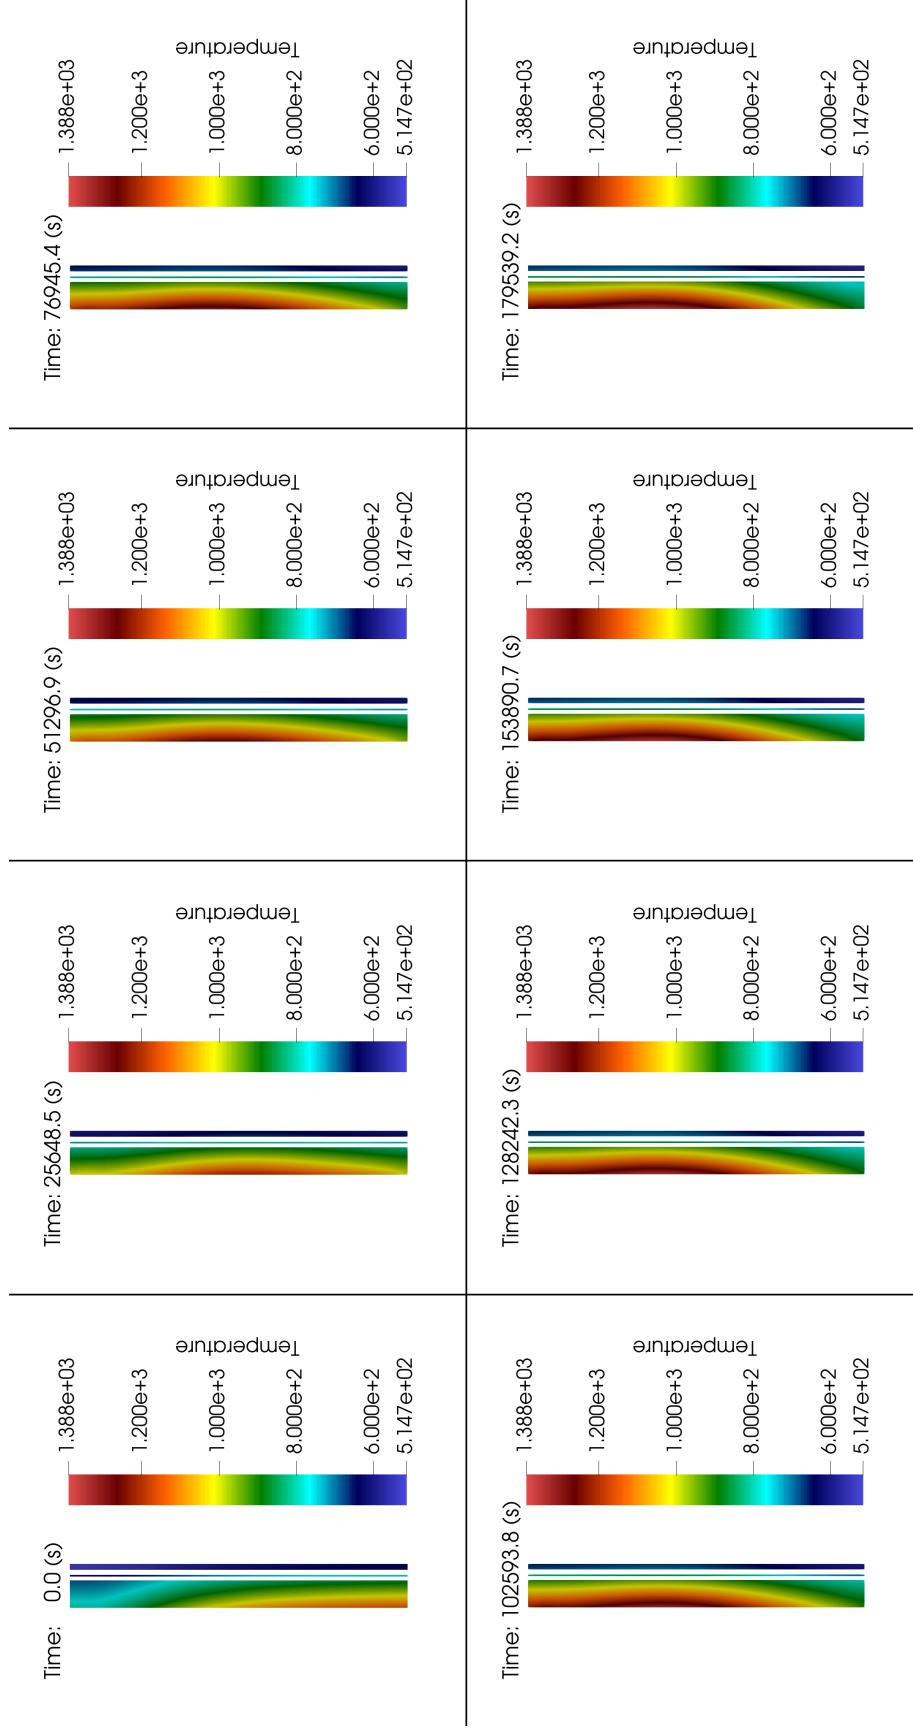 Time: 0.0 (s)
1.388e+03
1.200e+3
1.000e+3
8.000e+2
6.000e+2
5.147e+02
Temperature
Time: 25648.5 (s)
1.388e+03
1.200e+3
1.000e+3
8.000e+2
6.000e+2
5.147e+02
Temperature
Time: 51296.9 (s)
1.388e+03
1.200e+3
1.000e+3
8.000e+2
6.000e+2
5.147e+02
Temperature
Time: 76945.4 (s)
1.388e+03
1.200e+3
1.000e+3
8.000e+2
6.000e+2
5.147e+02
Temperature
Time: 102593.8 (s)
1.388e+03
1.200e+3
1.000e+3
8.000e+2
6.000e+2
5.147e+02
Temperature
Time: 128242.3 (s)
1.388e+03
1.200e+3
1.000e+3
8.000e+2
6.000e+2
5.147e+02
Temperature
Time: 153890.7 (s)
1.388e+03
1.200e+3
1.000e+3
8.000e+2
6.000e+2
5.147e+02
Temperature
Time: 179539.2 (s)
1.388e+03
1.200e+3
1.000e+3
8.000e+2
6.000e+2
5.147e+02
Temperature